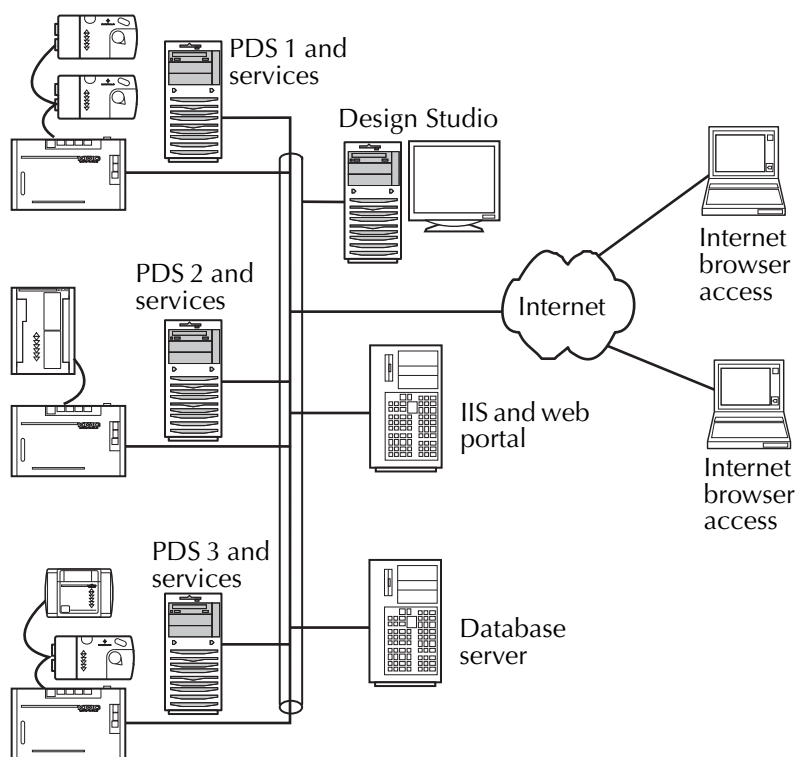 PDS 1 and
services
Design Studio
Internet
browser
access
PDS 2 and
services
Internet
IIS and web
portal
Internet
browser
access
PDS 3 and
services
Database
server